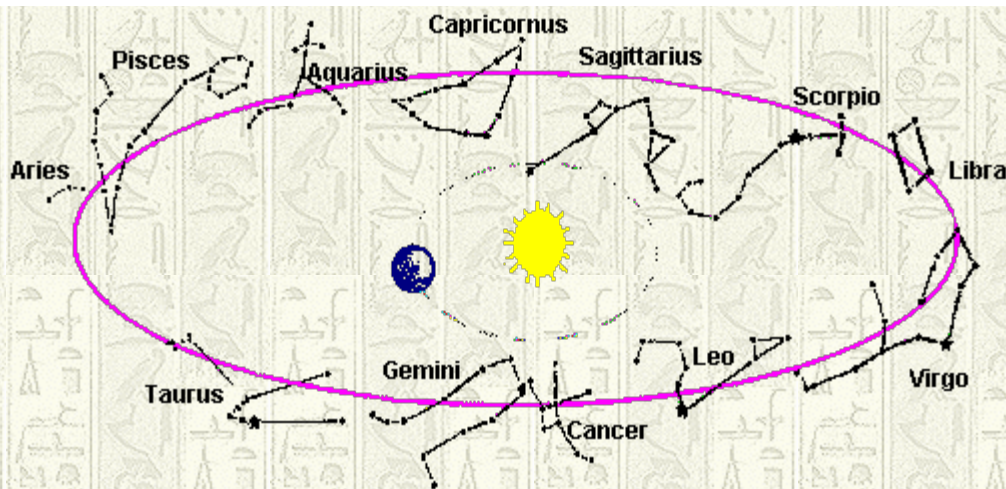 Capricornus
Pisces
Aquarius
Sagittarius
Scorpio
Aries
Libra
Taurus
Gemini
Leo
Virgo
Cancer